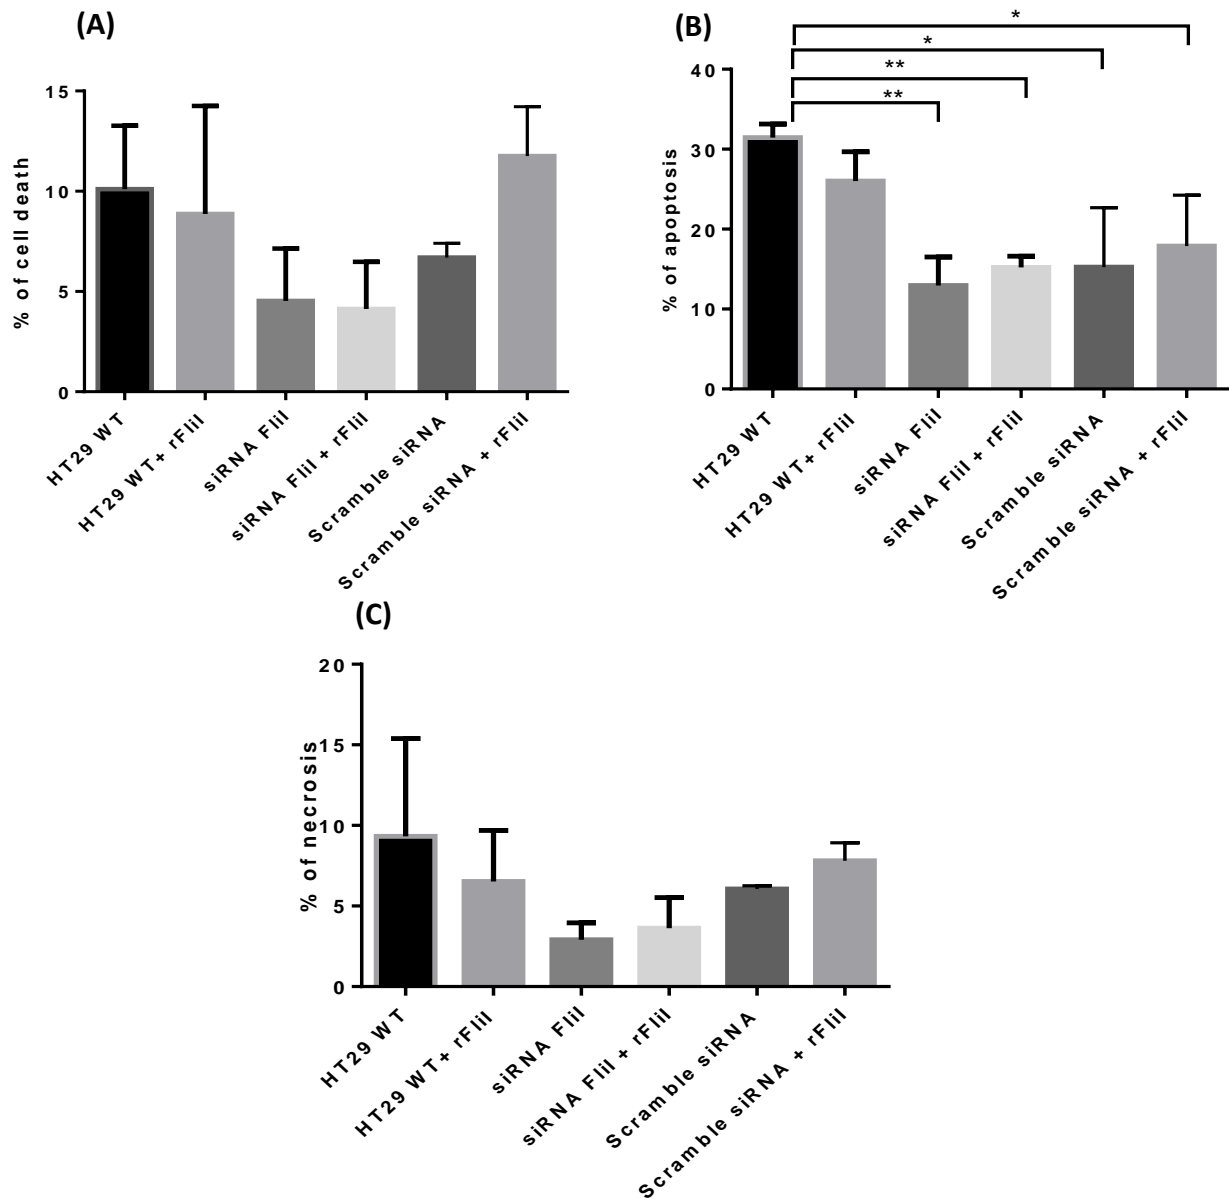 (A)
% of cell death
15
10
5
0
HT29 WT
HT29 WT+ rFliI
siRNA FliI
siRNA FliI + rFliI
Scramble siRNA
Scramble siRNA + rFliI
(B)
*
*
**
**
% of apoptosis
40
30
20
10
0
HT29 WT
HT29 WT+ rFliI
siRNA FliI
siRNA FliI + rFliI
Scramble siRNA
Scramble siRNA + rFliI
(C)
% of necrosis
20
15
10
5
0
HT29 WT
HT29 WT+ rFliI
siRNA FliI
siRNA FliI + rFliI
Scramble siRNA
Scramble siRNA + rFliI